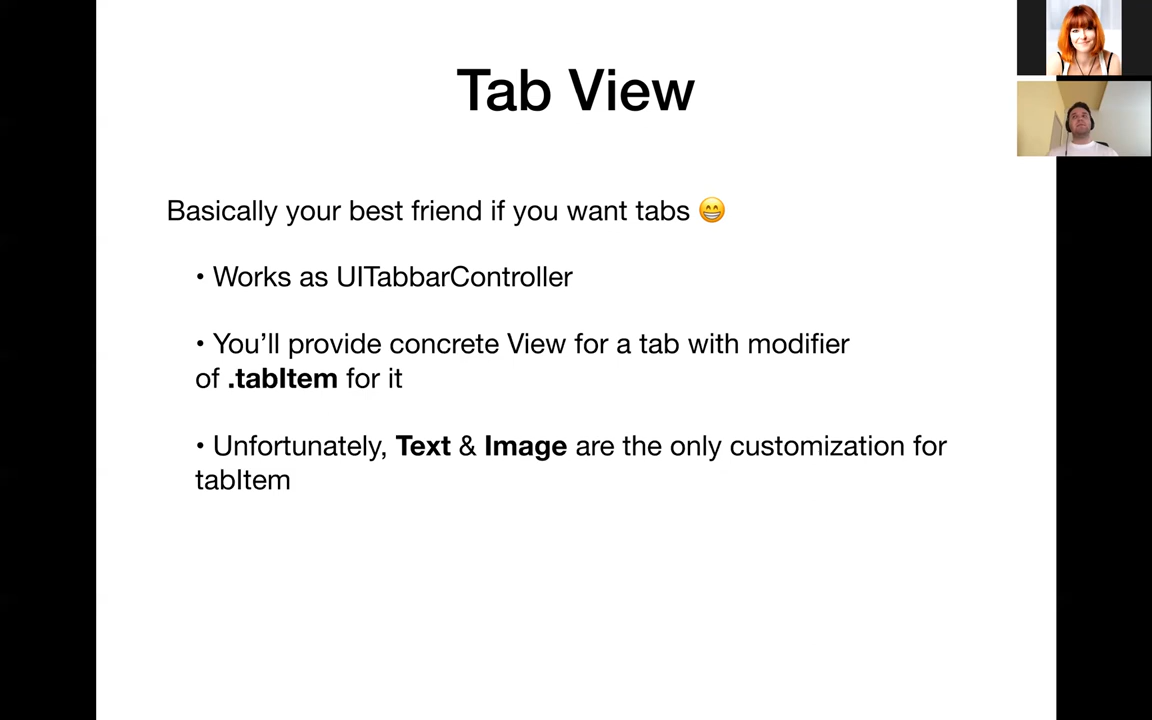 Tab View
Basically your best friend if you want tabs 😁
• Works as UITabbarController
• You’ll provide concrete View for a tab with modifier
of .tabItem for it
• Unfortunately, Text & Image are the only customization for
tabItem